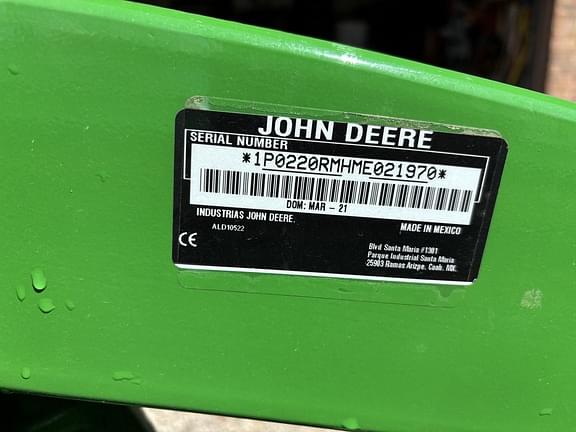 JOHN DEERE
SERIAL NUMBER
*1P0220RMHME021970*
DOM: MAR - 21
INDUSTRIAS JOHN DEERE. MADE IN MEXICO
ALD10522
CE
Blvd Santa Maria #1301
Parque Industrial Santa Maria
25903 Ramos Arizpe, Coah. MX.